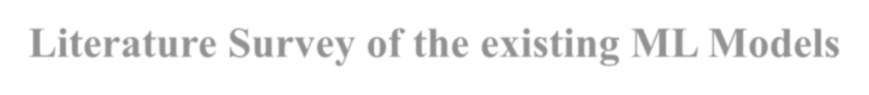 Literature Survey of the existing ML Models